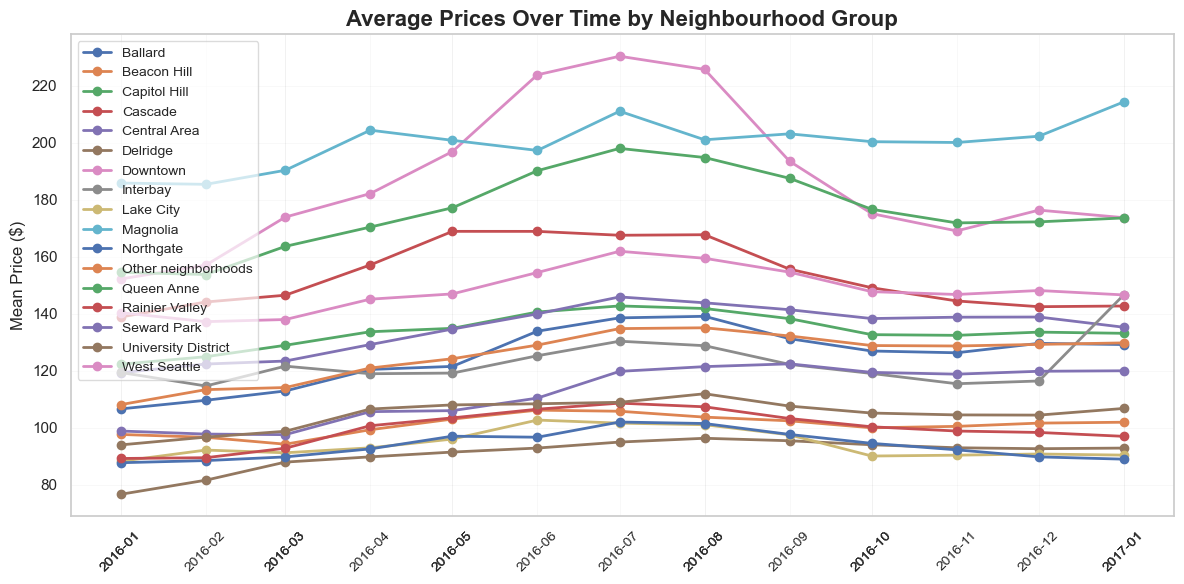 Average Prices Over Time by Neighbourhood Group
Mean Price ($)
220
200
180
160
140
120
100
80
Ballard
Beacon Hill
Capitol Hill
Cascade
Central Area
Delridge
Downtown
Interbay
Lake City
Magnolia
Northgate
Other neighborhoods
Queen Anne
Rainier Valley
Seward Park
University District
West Seattle
2016-01
2016-02
2016-03
2016-04
2016-05
2016-06
2016-07
2016-08
2016-09
2016-10
2016-11
2016-12
2017-01